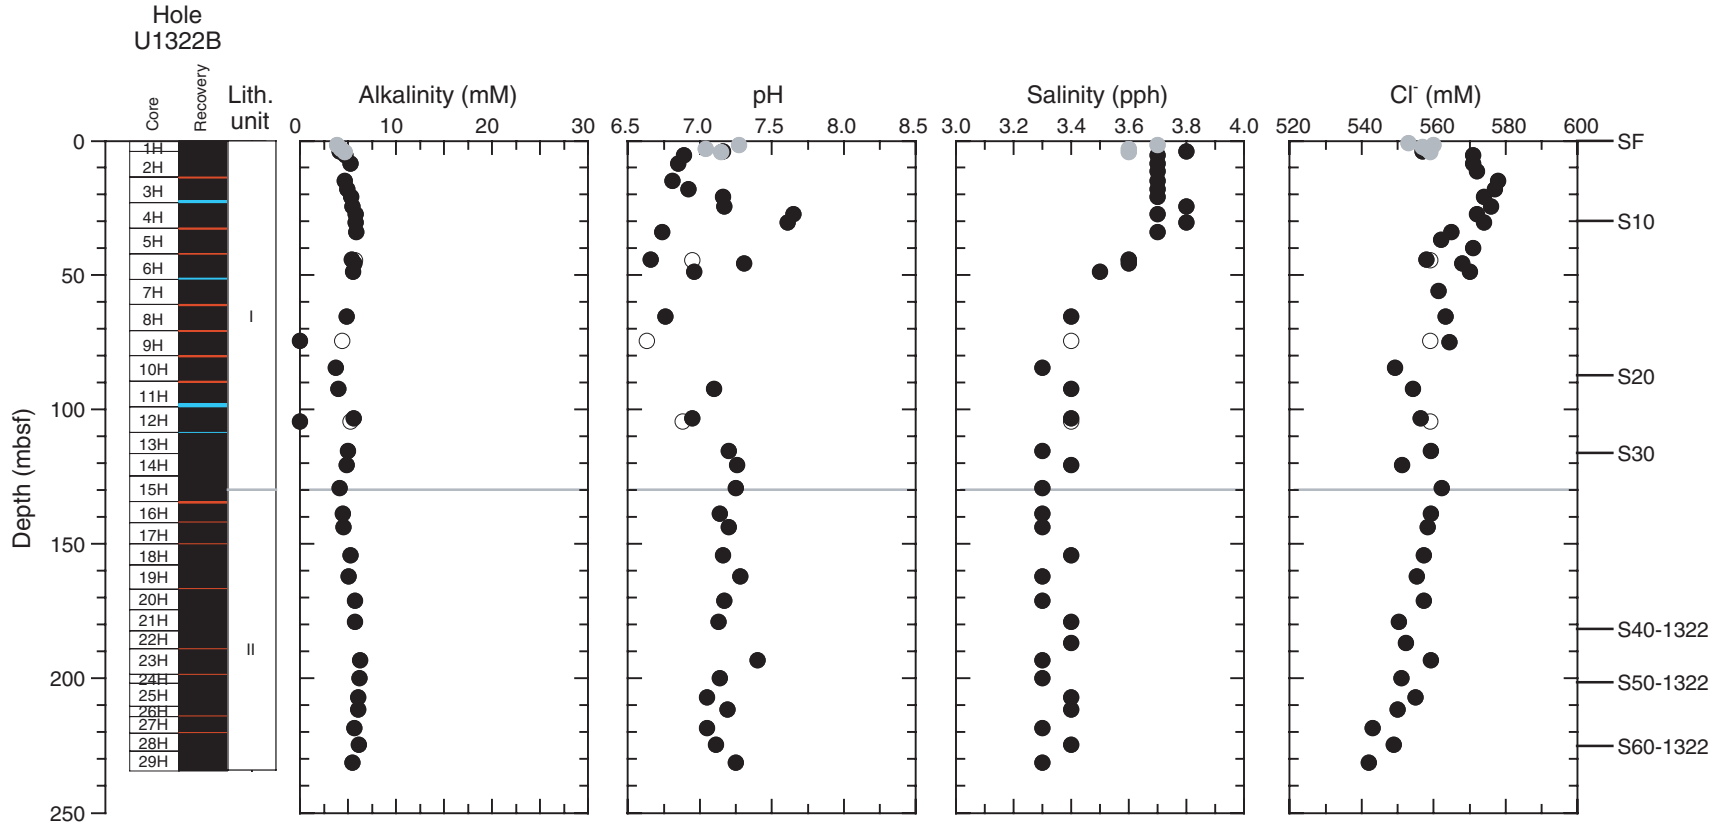 Hole
U1322B
Core
Recovery
Lith.
unit
Alkalinity (mM)
pH
Salinity (pph)
Cl⁻ (mM)
0 10 20 30
6.5 7.0 7.5 8.0 8.5
3.0 3.2 3.4 3.6 3.8 4.0
520 540 560 580 600
Depth (mbsf)
0
50
100
150
200
250
1H
2H
3H
4H
5H
6H
7H
8H
9H
10H
11H
12H
13H
14H
15H
16H
17H
18H
19H
20H
21H
22H
23H
24H
25H
26H
27H
28H
29H
I
II
SF
S10
S20
S30
S40-1322
S50-1322
S60-1322